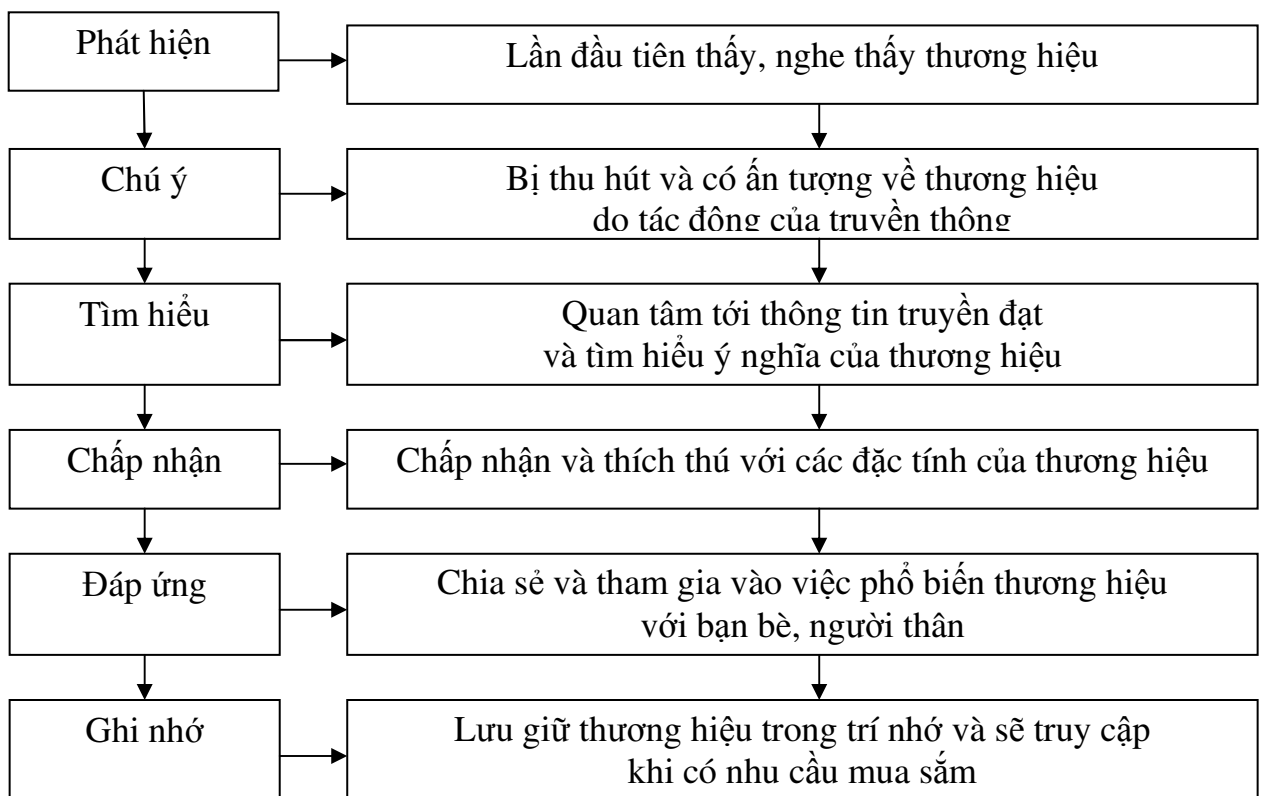 Phát hiện
Lần đầu tiên thấy, nghe thấy thương hiệu
Chú ý
Bị thu hút và có ấn tượng về thương hiệu
do tác động của truyền thông
Tìm hiểu
Quan tâm tới thông tin truyền đạt
và tìm hiểu ý nghĩa của thương hiệu
Chấp nhận
Chấp nhận và thích thú với các đặc tính của thương hiệu
Đáp ứng
Chia sẻ và tham gia vào việc phổ biến thương hiệu
với bạn bè, người thân
Ghi nhớ
Lưu giữ thương hiệu trong trí nhớ và sẽ truy cập
khi có nhu cầu mua sắm